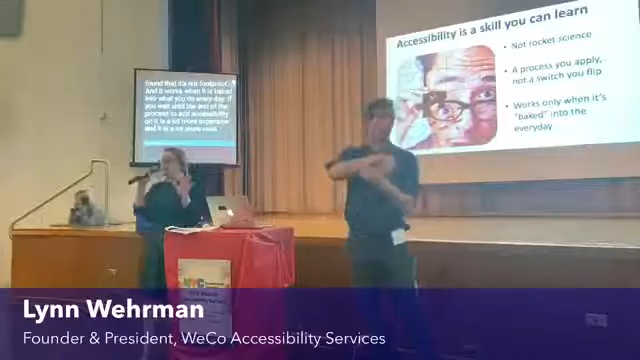 Accessibility is a skill you can learn
• Not rocket science
• A process you apply,
not a switch you flip
• Works only when it's
"baked" into the
everyday
found that it's not foolproof.
And it works when it is baked
into what you do every day. If
you wait until the end of the
process to add accessibility
on it is a lot more expensive
and it is a lot more work.
Lynn Wehrman
Founder & President, WeCo Accessibility Services